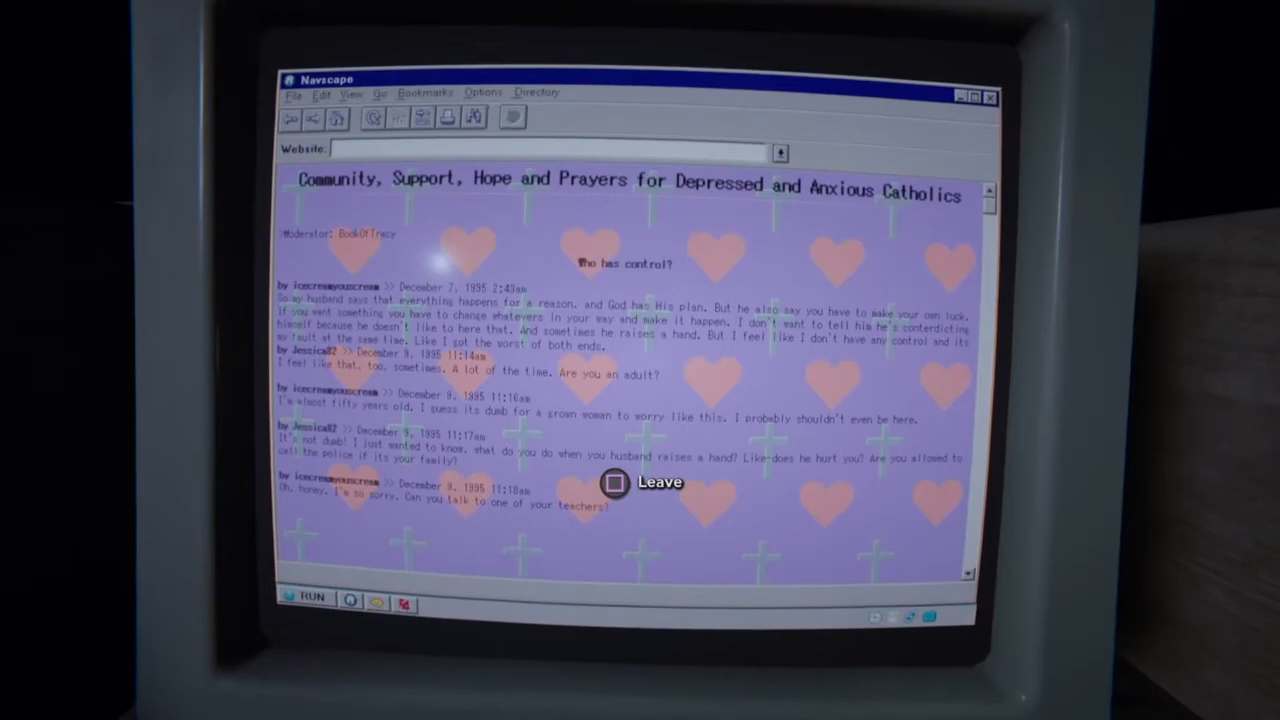 Navscape
File Edit View Go Bookmarks Options Directory
Website:
Community, Support, Hope and Prayers for Depressed and Anxious Catholics
>Moderator: BookOfTracy
Who has control?
by icecreamyouscream >> December 7, 1995 2:43am
So my husband says that everything happens for a reason, and God has His plan. But he also say you have to make your own luck.
If you want something you have to change whatevers in your way and make it happen. I don't want to tell him he's conterdicting
himself because he doesn't like to here that. And sometimes he raises a hand. But I feel like I don't have any control and its
my fault at the same time. Like I got the worst of both ends.
by Jessica82 >> December 9, 1995 11:14am
I feel like that, too, sometimes. A lot of the time. Are you an adult?
by icecreamyouscream >> December 9, 1995 11:16am
I'm almost fifty years old. I guess its dumb for a grown woman to worry like this. I probably shouldn't even be here.
by Jessica82 >> December 9, 1995 11:17am
It's not dumb! I just wanted to know, what do you do when you husband raises a hand? Like does he hurt you? Are you allowed to
call the police if its your family?
by icecreamyouscream >> December 9, 1995 11:18am
Oh, honey. I'm so sorry. Can you talk to one of your teachers?
Leave
RUN